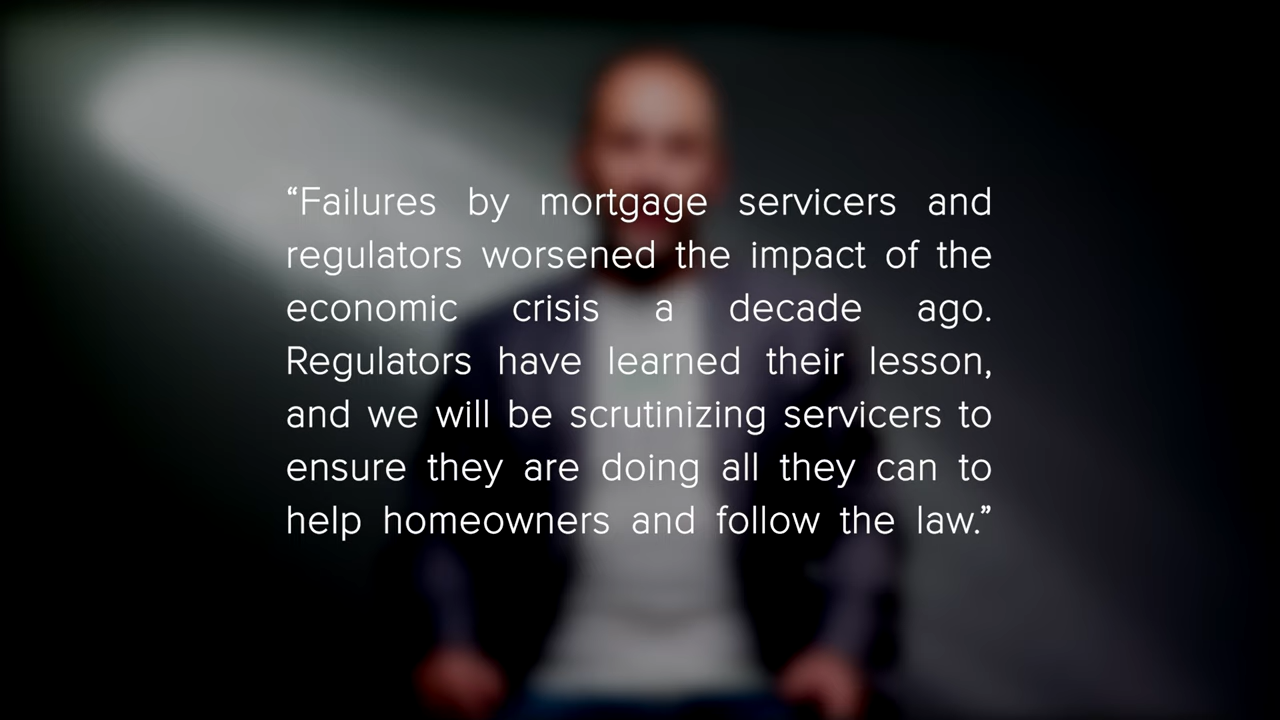 “Failures by mortgage servicers and
regulators worsened the impact of the
economic crisis a decade ago.
Regulators have learned their lesson,
and we will be scrutinizing servicers to
ensure they are doing all they can to
help homeowners and follow the law.”